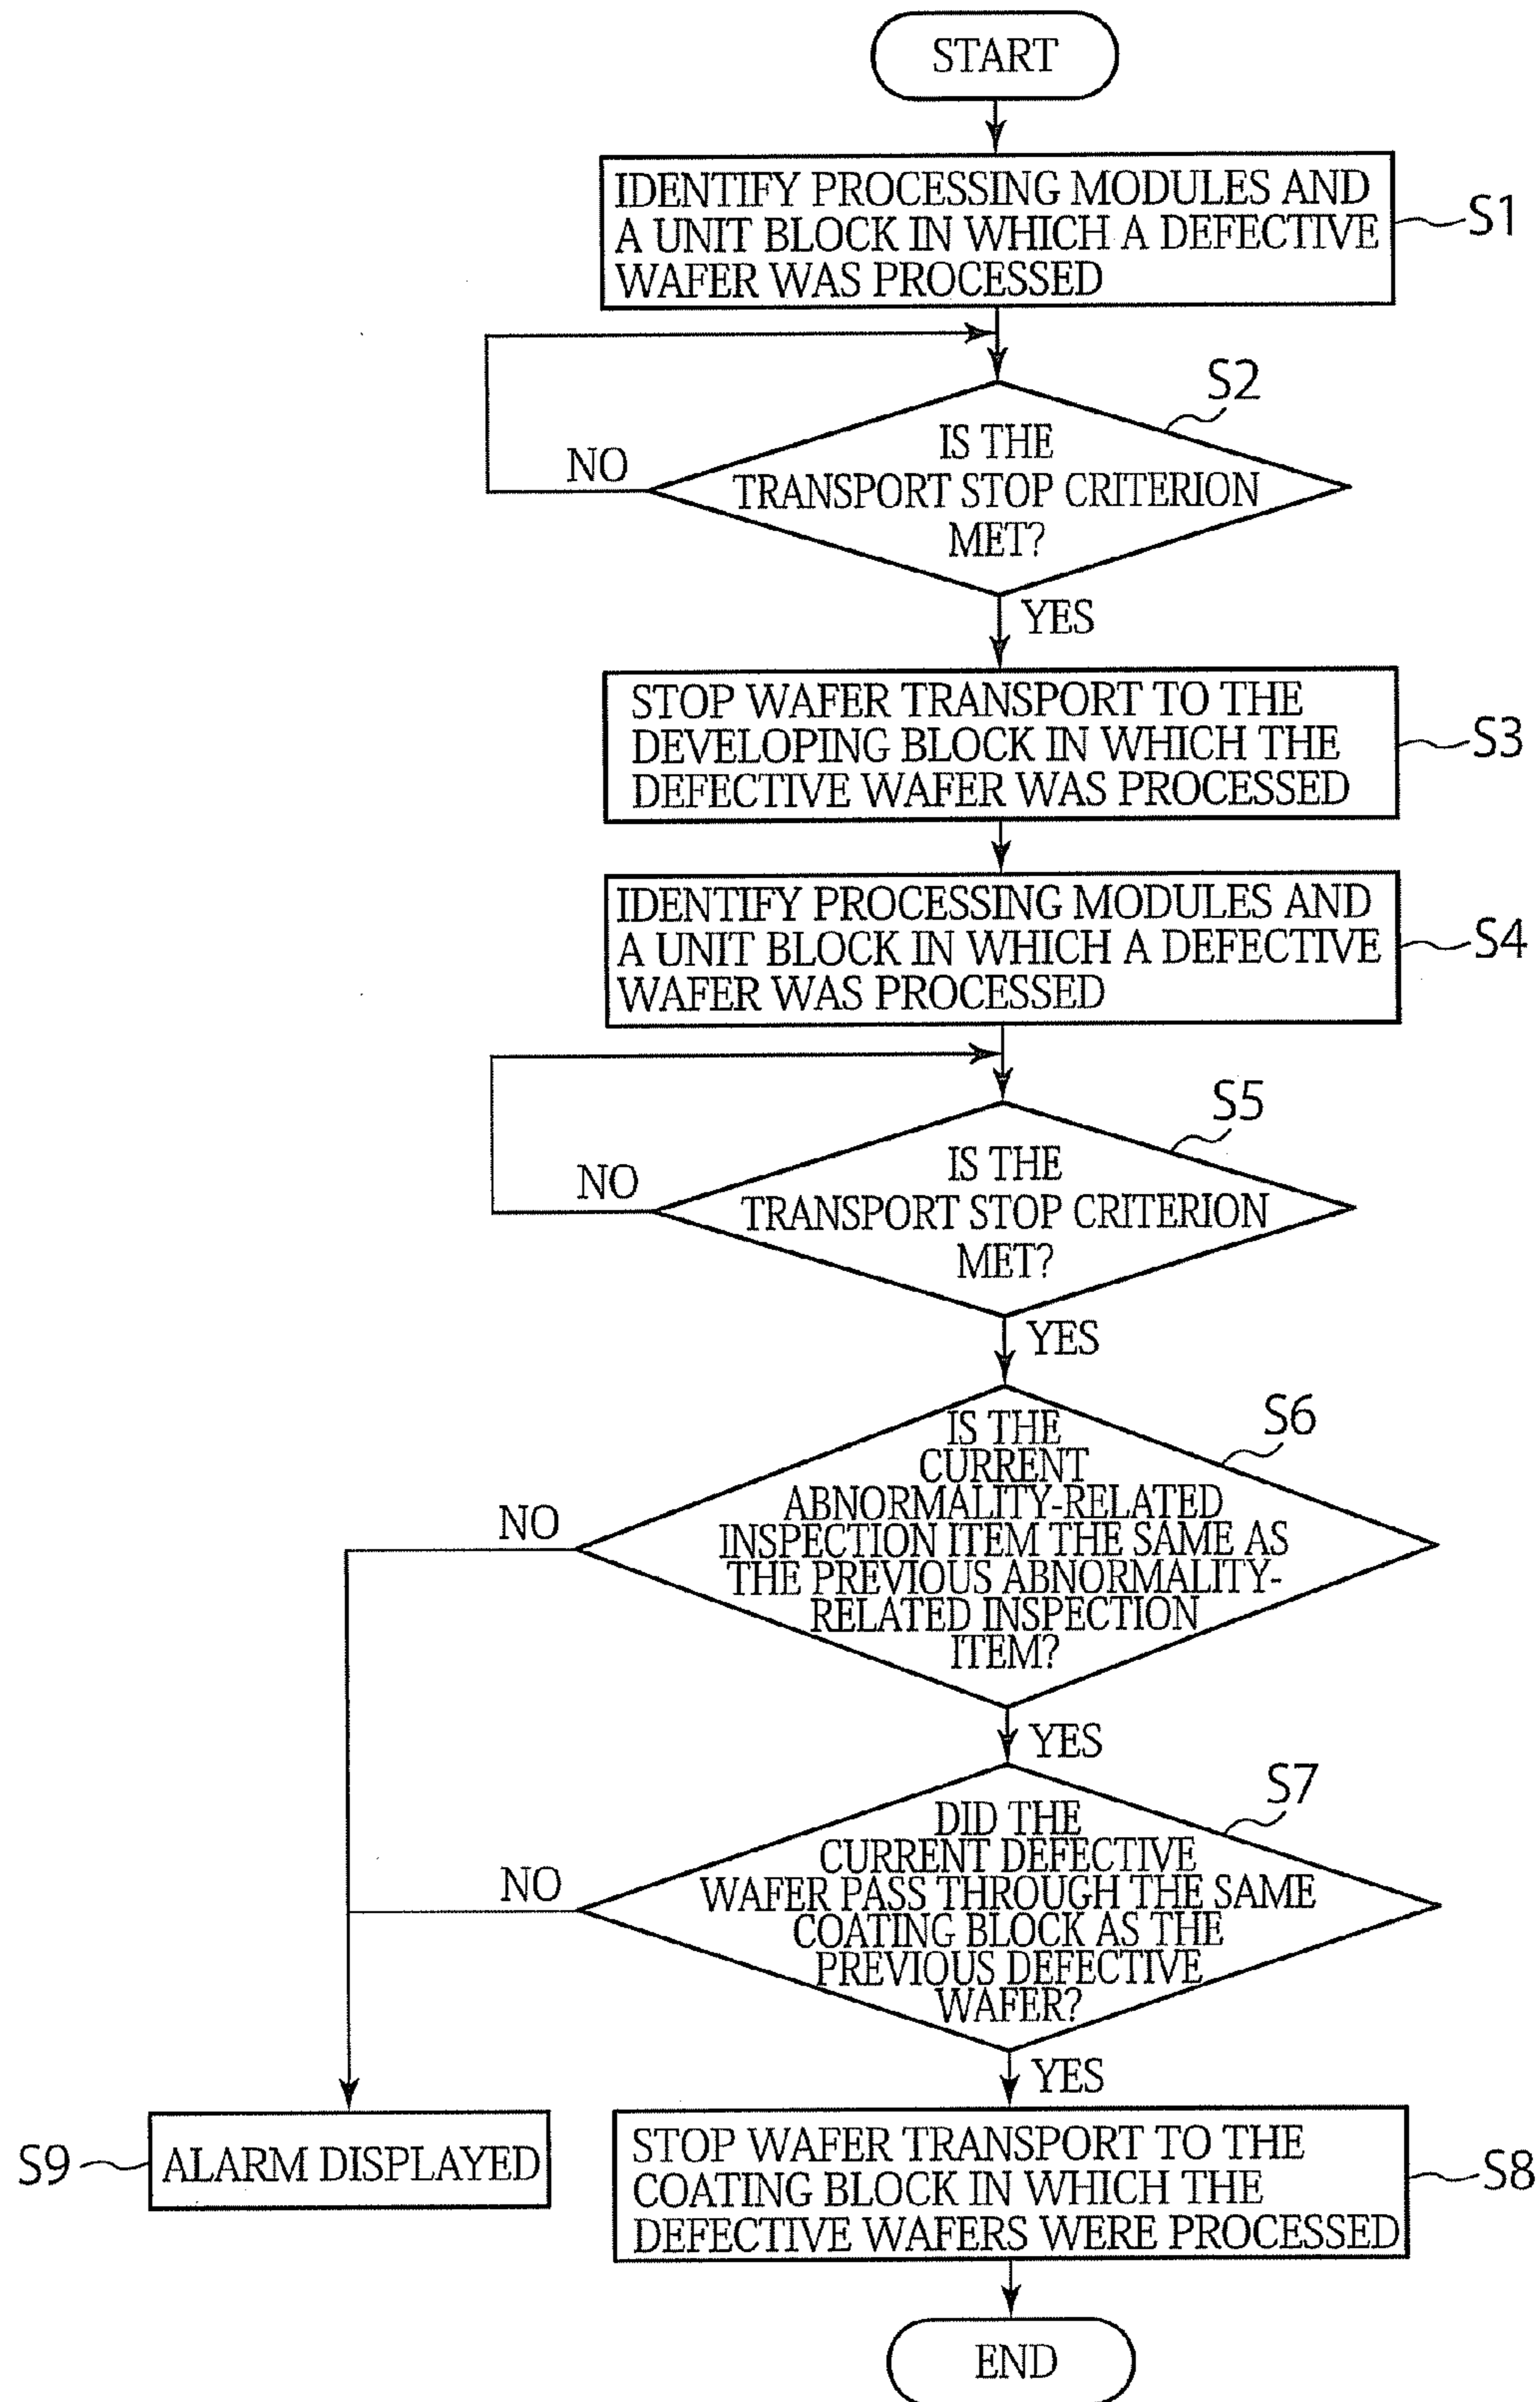 START
IDENTIFY PROCESSING MODULES AND
A UNIT BLOCK IN WHICH A DEFECTIVE
WAFER WAS PROCESSED
S1
S2
IS THE
TRANSPORT STOP CRITERION
MET?
NO
YES
STOP WAFER TRANSPORT TO THE
DEVELOPING BLOCK IN WHICH THE
DEFECTIVE WAFER WAS PROCESSED
S3
IDENTIFY PROCESSING MODULES AND
A UNIT BLOCK IN WHICH A DEFECTIVE
WAFER WAS PROCESSED
S4
S5
IS THE
TRANSPORT STOP CRITERION
MET?
NO
YES
S6
IS THE
CURRENT
ABNORMALITY-RELATED
INSPECTION ITEM THE SAME AS
THE PREVIOUS ABNORMALITY-
RELATED INSPECTION
ITEM?
NO
YES
S7
DID THE
CURRENT DEFECTIVE
WAFER PASS THROUGH THE SAME
COATING BLOCK AS THE
PREVIOUS DEFECTIVE
WAFER?
NO
YES
S9
ALARM DISPLAYED
STOP WAFER TRANSPORT TO THE
COATING BLOCK IN WHICH THE
DEFECTIVE WAFERS WERE PROCESSED
S8
END